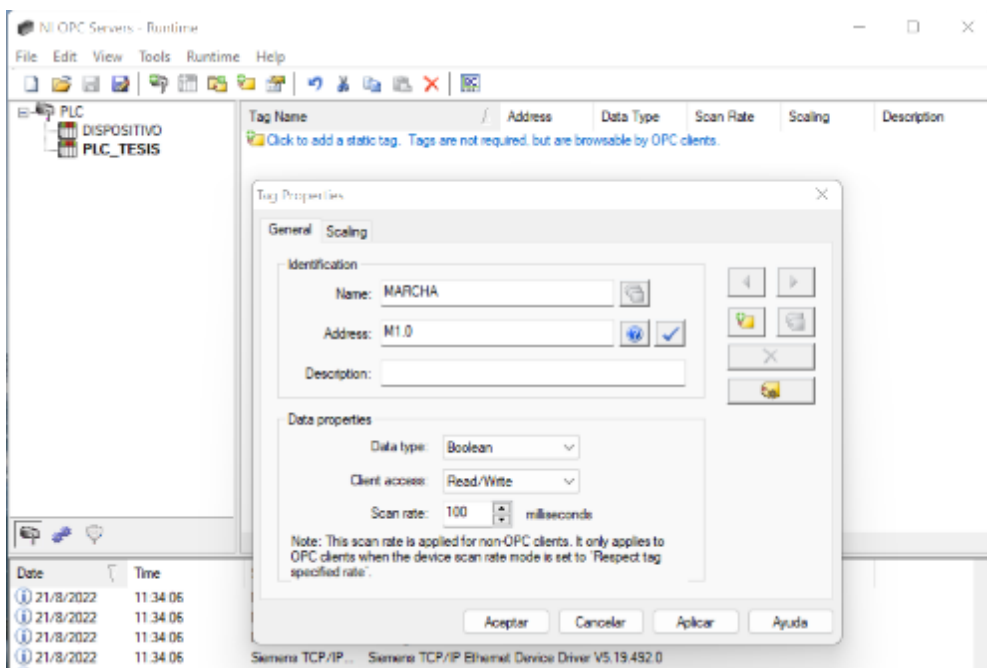 NI OPC Servers - Runtime
File Edit View Tools Runtime Help
PLC
DISPOSITIVO
PLC_TESIS
Tag Name Address Data Type Scan Rate Scaling Description
Click to add a static tag. Tags are not required, but are browsable by OPC clients.
Tag Properties
General Scaling
Identification
Name: MARCHA
Address: M1.0
Description:
Data properties
Data type: Boolean
Client access: Read/Write
Scan rate: 100 milliseconds
Note: This scan rate is applied for non-OPC clients. It only applies to
OPC clients when the device scan rate mode is set to 'Respect tag
specified rate'.
Aceptar Cancelar Aplicar Ayuda
Date Time
21/8/2022 11:34:06
21/8/2022 11:34:06
21/8/2022 11:34:06
21/8/2022 11:34:06 Siemens TCP/IP... Siemens TCP/IP Ethernet Device Driver V5.19.492.0